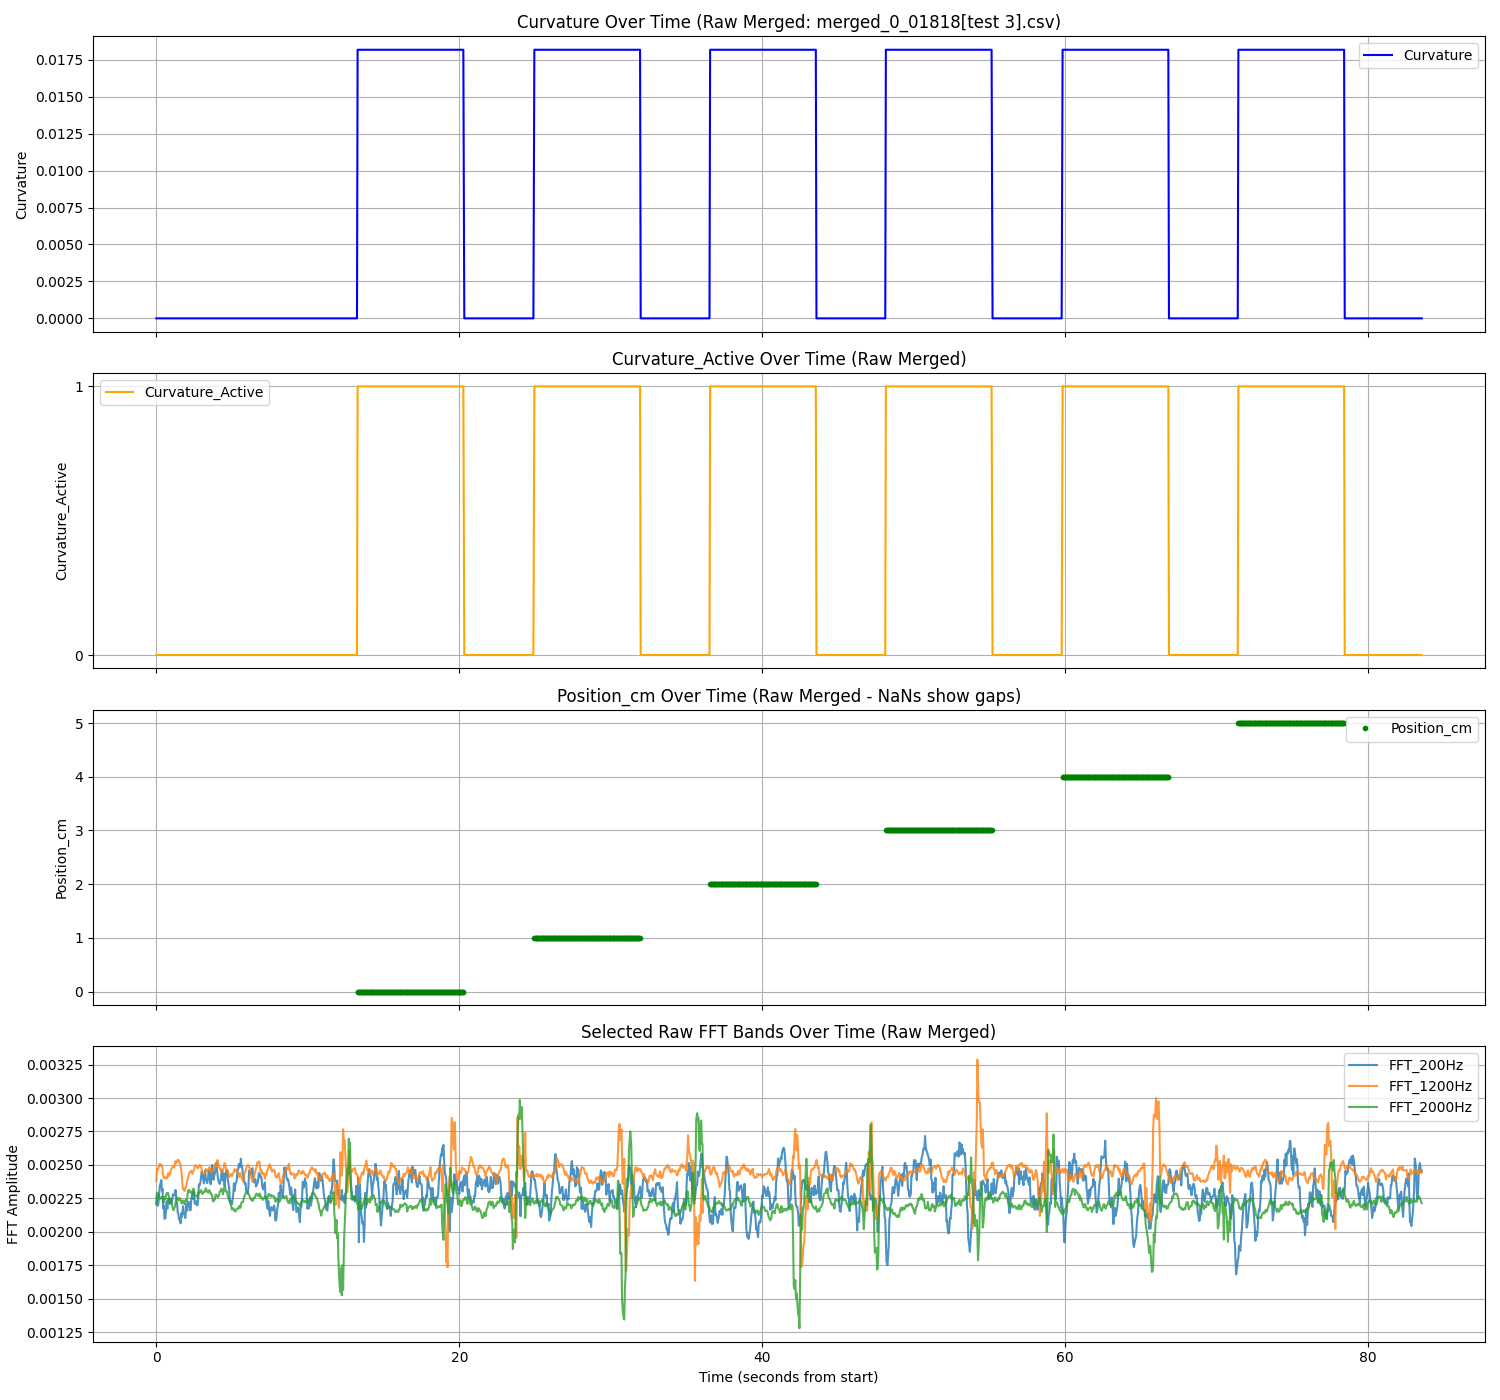 Curvature Over Time (Raw Merged: merged_0_01818[test 3].csv)
Curvature
0.0175
0.0150
0.0125
0.0100
0.0075
0.0050
0.0025
0.0000
Curvature
Curvature_Active Over Time (Raw Merged)
Curvature_Active
1
0
Curvature_Active
Position_cm Over Time (Raw Merged - NaNs show gaps)
Position_cm
5
4
3
2
1
0
Position_cm
Selected Raw FFT Bands Over Time (Raw Merged)
FFT_200Hz
FFT_1200Hz
FFT_2000Hz
0.00325
0.00300
0.00275
0.00250
0.00225
0.00200
0.00175
0.00150
0.00125
FFT Amplitude
0 20 40 60 80
Time (seconds from start)